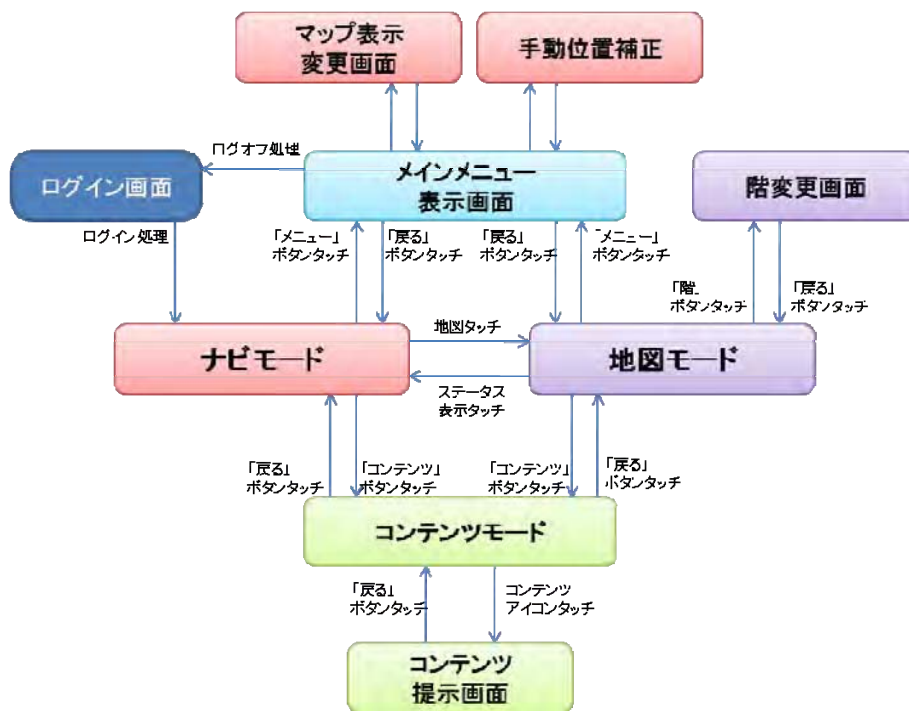 マップ表示
変更画面
手動位置補正
ログオフ処理
ログイン画面
メインメニュー
表示画面
階変更画面
ログイン処理
「メニュー」
ボタンタッチ
「戻る」
ボタンタッチ
「戻る」
ボタンタッチ
「メニュー」
ボタンタッチ
「階」
ボタンタッチ
「戻る」
ボタンタッチ
ナビモード
地図タッチ
地図モード
ステータス
表示タッチ
「戻る」
ボタンタッチ
「コンテンツ」
ボタンタッチ
「コンテンツ」
ボタンタッチ
「戻る」
ボタンタッチ
コンテンツモード
「戻る」
ボタンタッチ
コンテンツ
アイコンタッチ
コンテンツ
提示画面